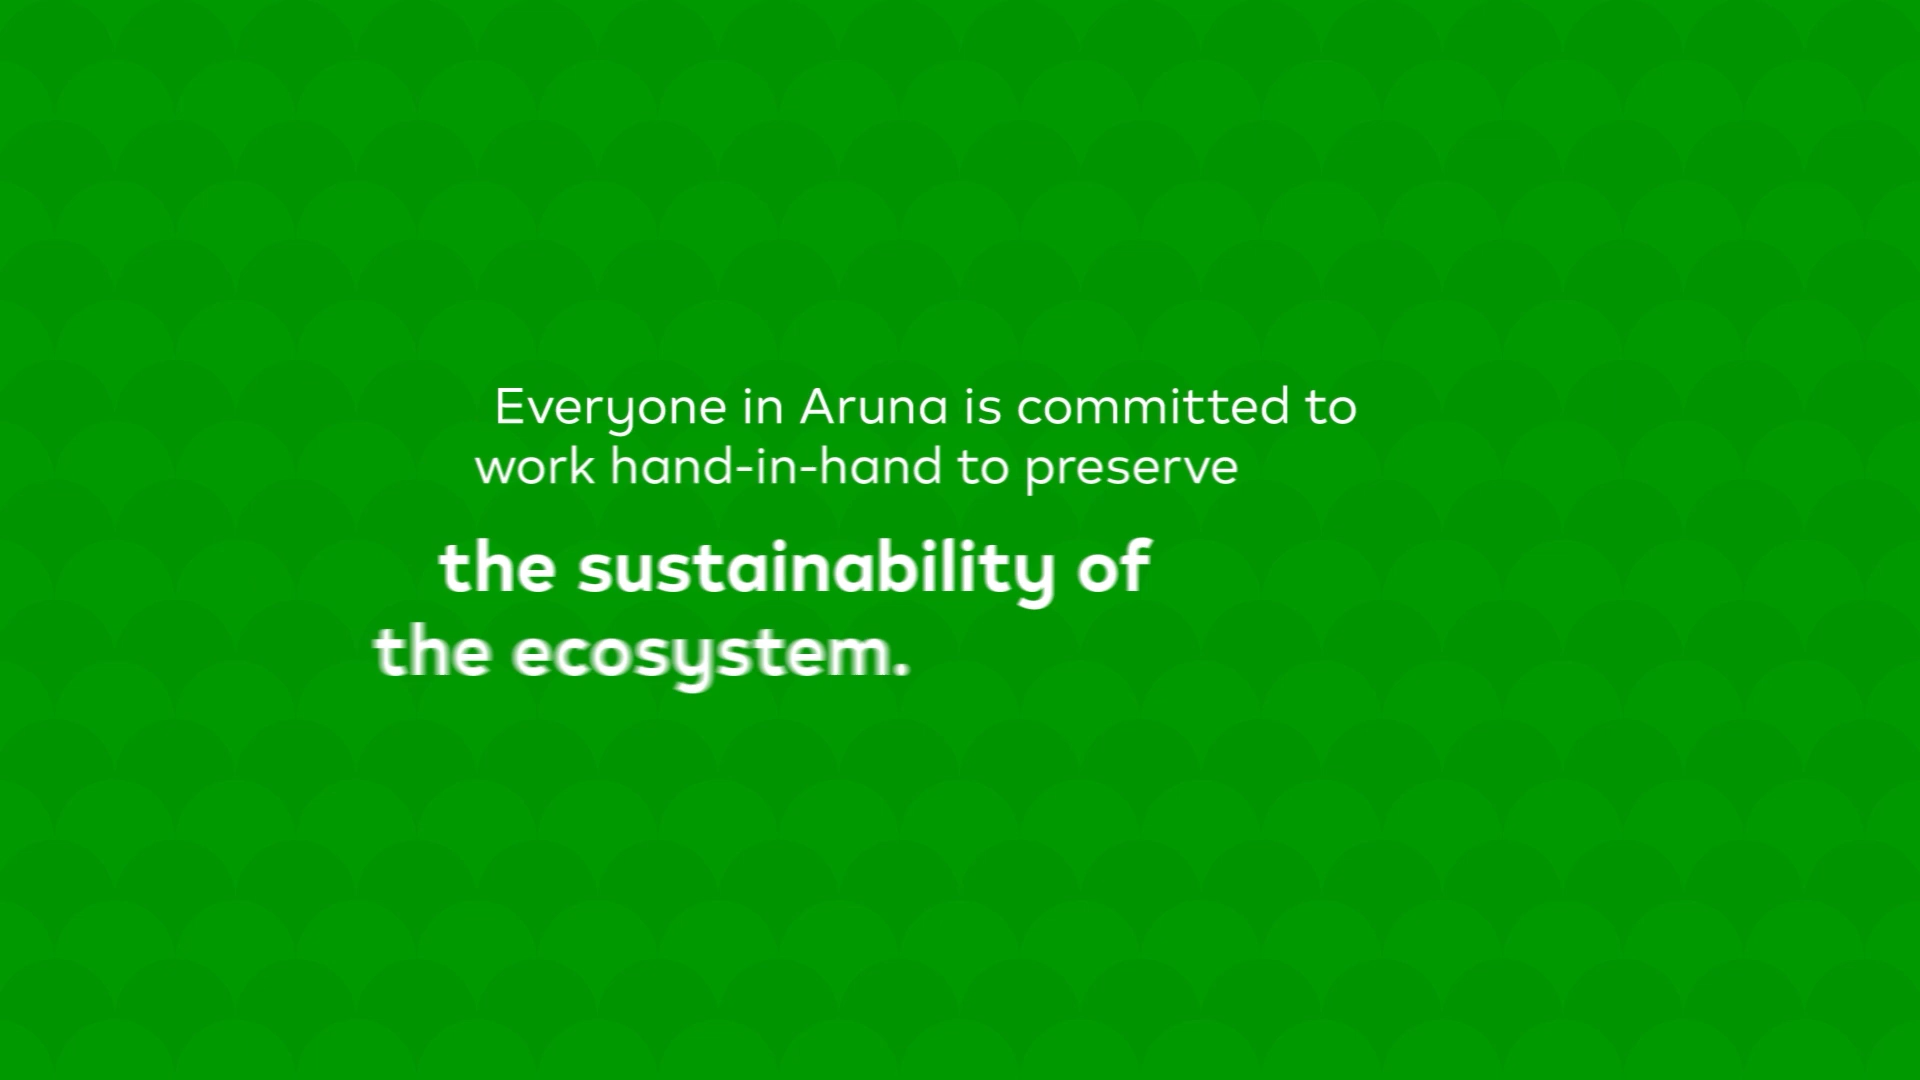 Everyone in Aruna is committed to
work hand-in-hand to preserve
the sustainability of
the ecosystem.